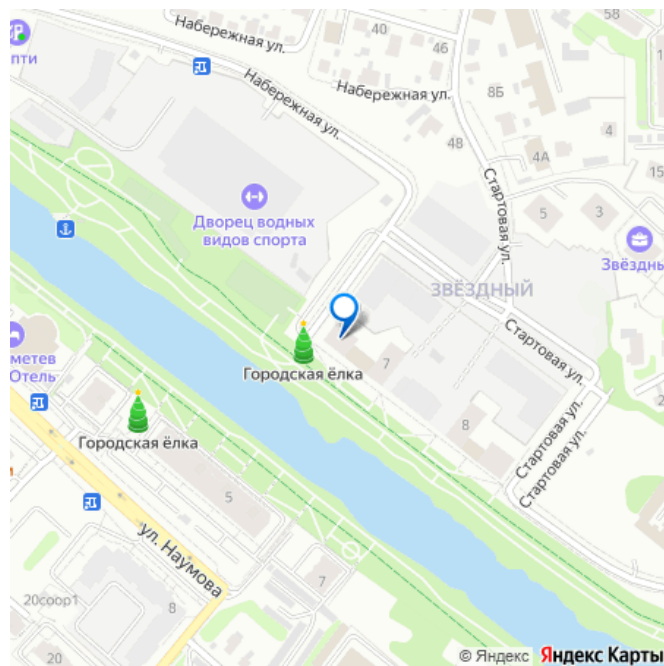 Набережная ул.
40
46
58
пти
Набережная ул.
Набережная ул.
8Б
48
4
4А
15
Стартовая ул.
Дворец водных
видов спорта
5
3
Звёздны
ЗВЁЗДНЫЙ
Стартовая ул.
метев
Отель
7
Городская ёлка
Городская ёлка
8
Стартовая ул.
Стартовая ул.
2
5
ул. Наумова
7
20соор1
8
20
© Яндекс Яндекс Карты